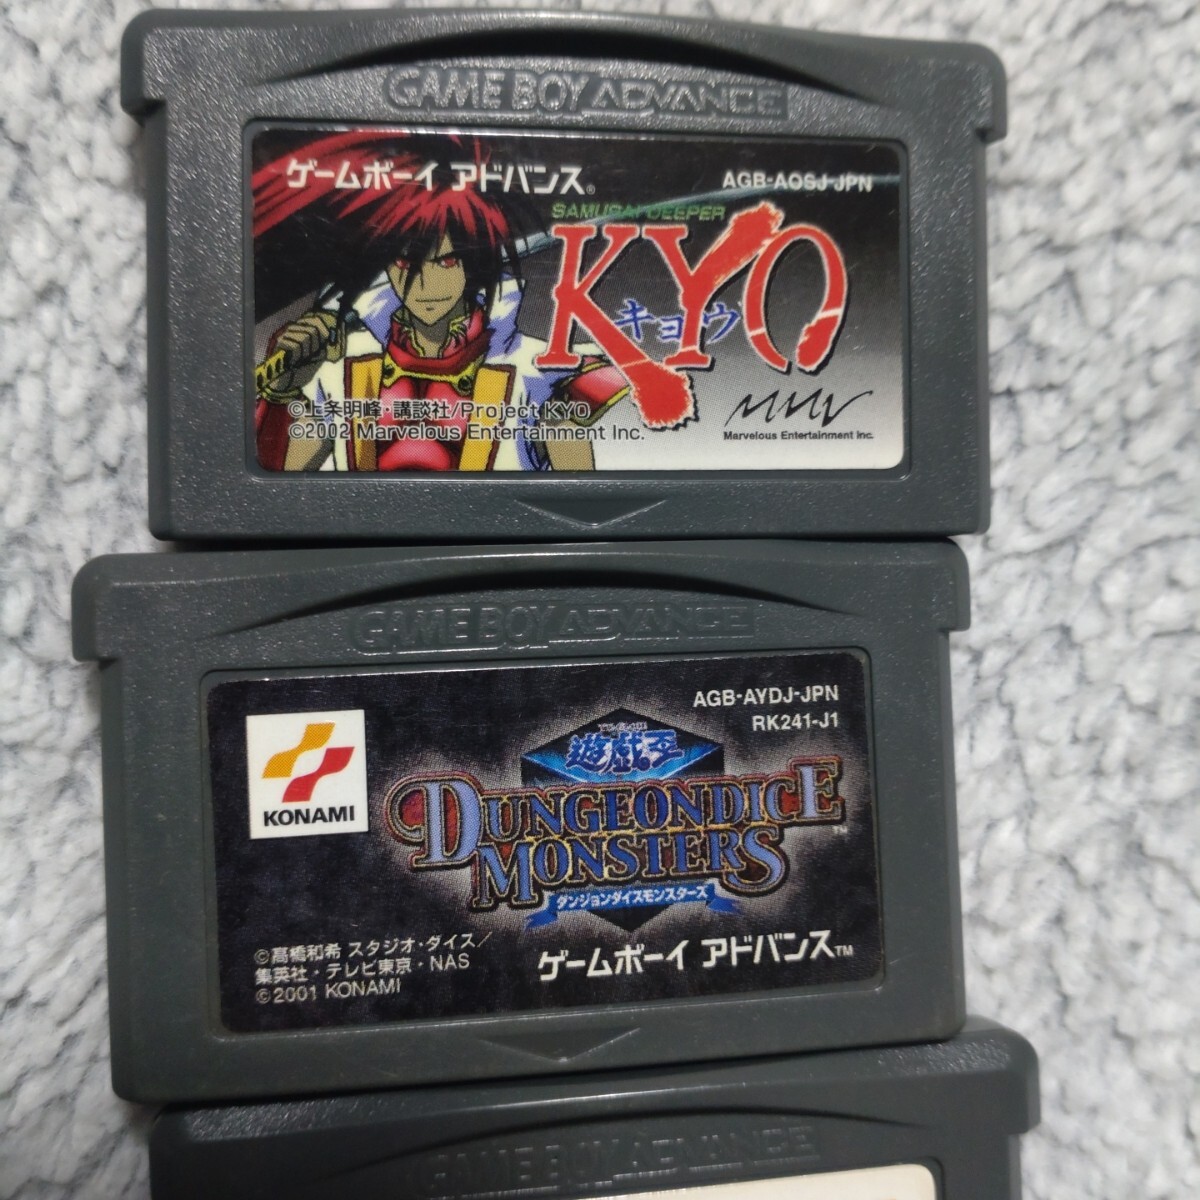 GAME BOY ADVANCE
ゲームボーイ アドバンス®
AGB-AOSJ-JPN
SAMURAI DEEPER
KYO
キョウ
©上条明峰・講談社/Project KYO
©2002 Marvelous Entertainment Inc.
MMV
Marvelous Entertainment Inc.
GAME BOY ADVANCE
AGB-AYDJ-JPN
RK241-J1
KONAMI
遊戯王
DUNGEONDICE
MONSTERS™
ダンジョンダイスモンスターズ
©高橋和希 スタジオ・ダイス/
集英社・テレビ東京・NAS
©2001 KONAMI
ゲームボーイ アドバンス™
GAME BOY ADVANCE